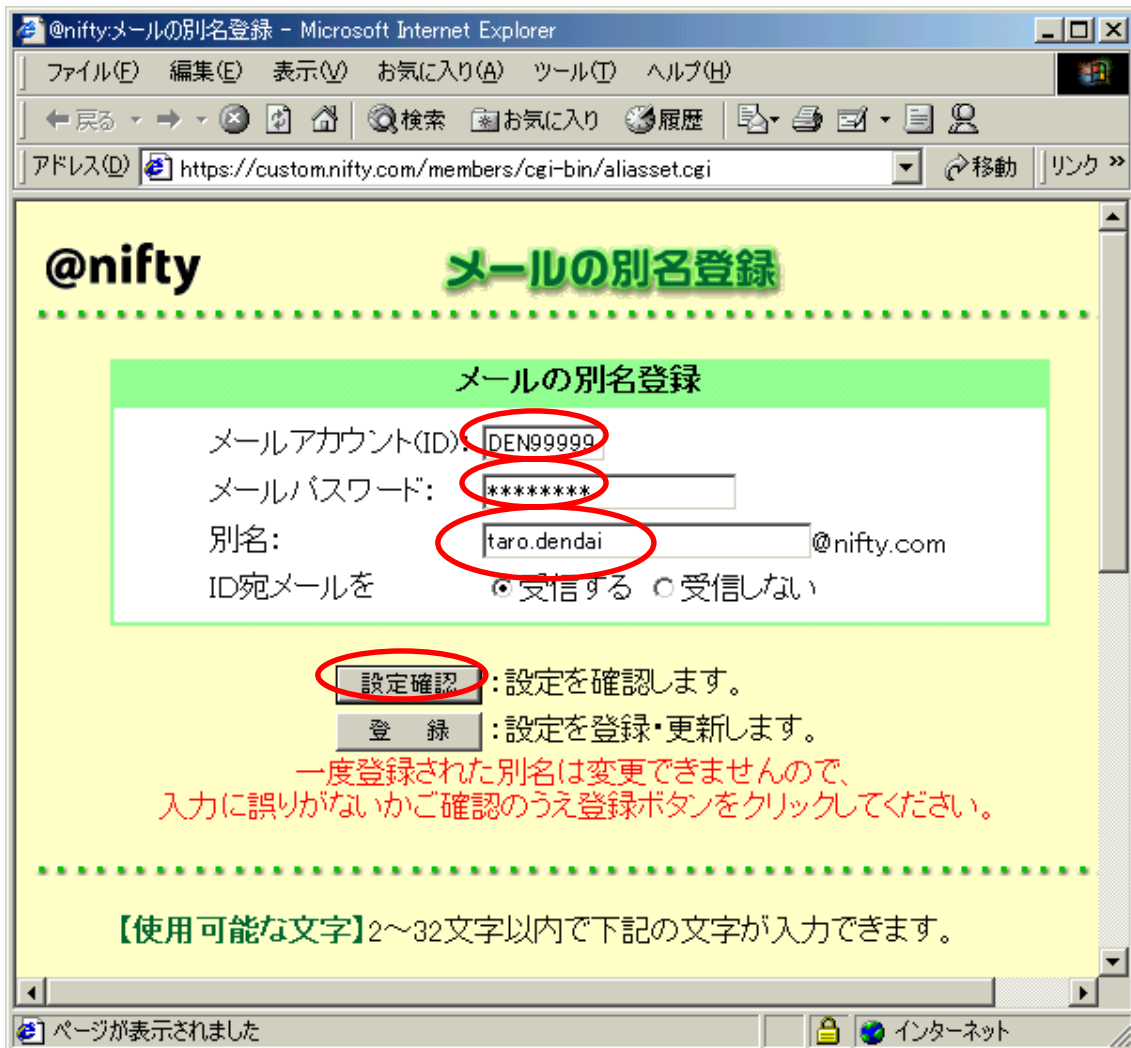 @nifty:メールの別名登録 - Microsoft Internet Explorer
ファイル(F) 編集(E) 表示(V) お気に入り(A) ツール(T) ヘルプ(H)
戻る 検索 お気に入り 履歴
アドレス(D) https://custom.nifty.com/members/cgi-bin/aliasset.cgi 移動 リンク »
@nifty メールの別名登録
メールの別名登録
メールアカウント(ID): DEN99999
メールパスワード: ********
別名: taro.dendai @nifty.com
ID宛メールを 受信する 受信しない
設定確認 :設定を確認します。
登 録 :設定を登録・更新します。
一度登録された別名は変更できませんので、
入力に誤りがないかご確認のうえ登録ボタンをクリックしてください。
【使用可能な文字】2～32文字以内で下記の文字が入力できます。
ページが表示されました インターネット